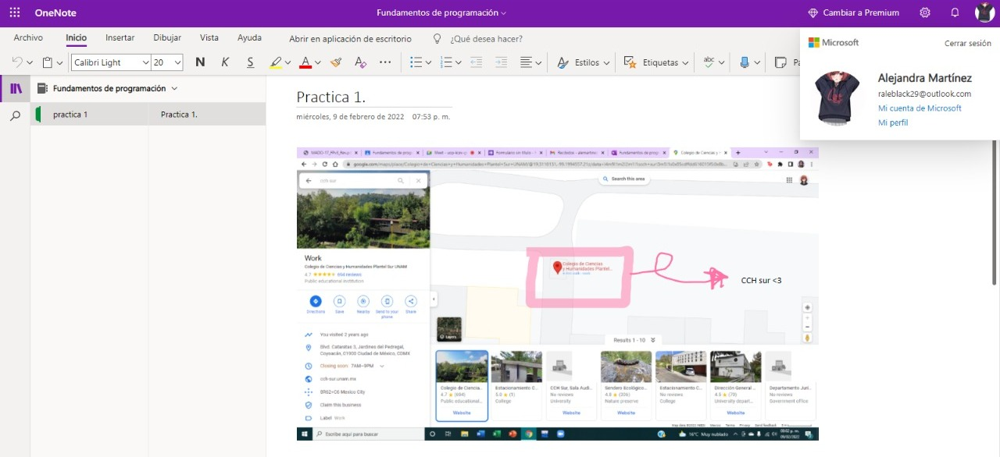 OneNote
Fundamentos de programación
Cambiar a Premium
Archivo Inicio Insertar Dibujar Vista Ayuda Abrir en aplicación de escritorio ¿Qué desea hacer?
Calibri Light 20 N K S A Estilos Etiquetas abc
Microsoft
Cerrar sesión
Alejandra Martínez
raleblack29@outlook.com
Mi cuenta de Microsoft
Mi perfil
Fundamentos de programación
practica 1
Practica 1.
Practica 1.
miércoles, 9 de febrero de 2022 07:53 p. m.
cch sur
Search this area
Work
Colegio de Ciencias y Humanidades Plantel Sur UNAM
4.7 694 reviews
Public educational institution
Directions Save Nearby Send to your phone Share
You visited 2 years ago
Blvd. Cataratas 3, Jardines del Pedregal,
Coyoacán, 01900 Ciudad de México, CDMX
Closing soon 7AM–9PM
cch-sur.unam.mx
8R62+C6 Mexico City
Claim this business
Label Work
Layers
Colegio de Ciencias
y Humanidades Plantel...
CCH sur <3
Results 1 - 10
Colegio de Ciencia...
4.7 (694)
Public educational...
Website
Estacionamiento C...
5.0 (1)
College
CCH Sur, Sala Audi...
No reviews
University
Website
Sendero Ecológico...
4.8 (306)
Nature preserve
Website
Estacionamiento C...
No reviews
College
Dirección General ...
4.5 (79)
University depart...
Website
Departamento Juri...
No reviews
Government office
Escribe aquí para buscar
16°C Muy nublado
09/02/2022